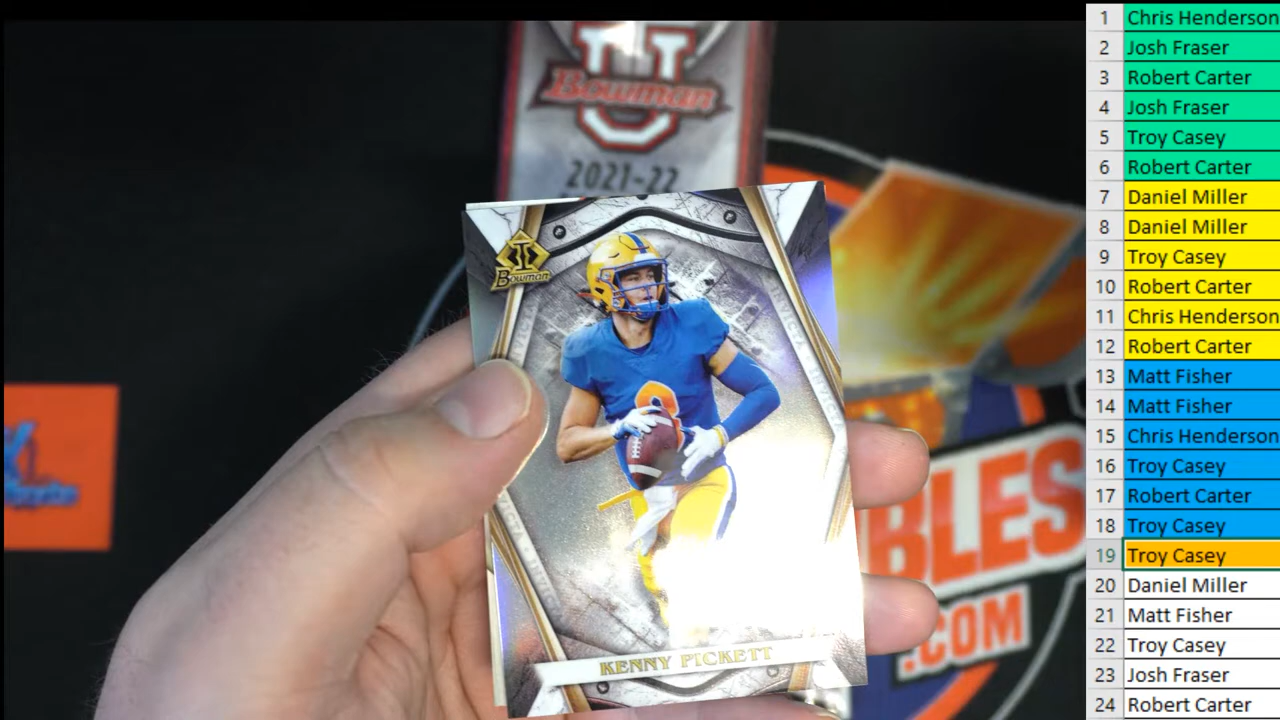 U
Bowman
2021-22
Bowman
8
KENNY PICKETT
BLES
.COM
1 Chris Henderson
2 Josh Fraser
3 Robert Carter
4 Josh Fraser
5 Troy Casey
6 Robert Carter
7 Daniel Miller
8 Daniel Miller
9 Troy Casey
10 Robert Carter
11 Chris Henderson
12 Robert Carter
13 Matt Fisher
14 Matt Fisher
15 Chris Henderson
16 Troy Casey
17 Robert Carter
18 Troy Casey
19 Troy Casey
20 Daniel Miller
21 Matt Fisher
22 Troy Casey
23 Josh Fraser
24 Robert Carter